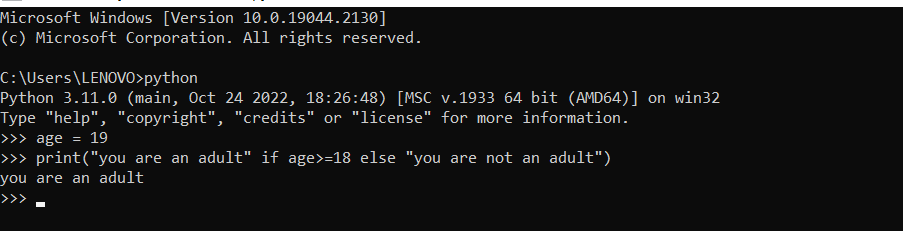 Microsoft Windows [Version 10.0.19044.2130]
(c) Microsoft Corporation. All rights reserved.
C:\Users\LENOVO>python
Python 3.11.0 (main, Oct 24 2022, 18:26:48) [MSC v.1933 64 bit (AMD64)] on win32
Type "help", "copyright", "credits" or "license" for more information.
>>> age = 19
>>> print("you are an adult" if age>=18 else "you are not an adult")
you are an adult
>>>